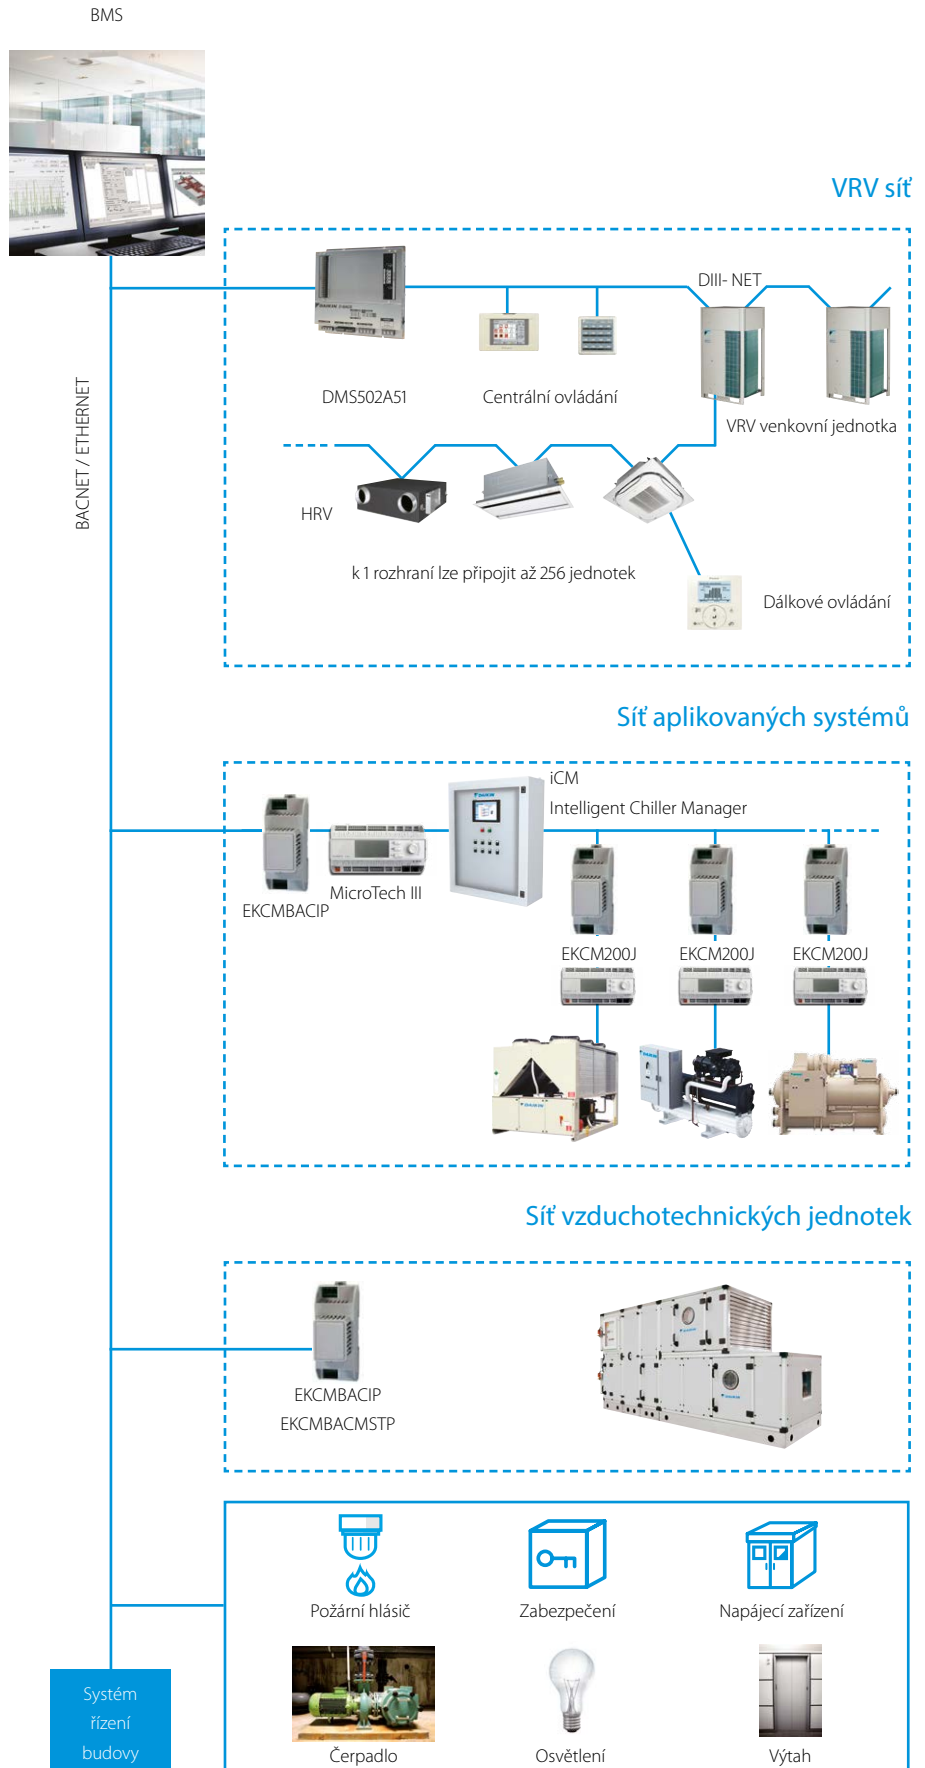 BMS
VRV síť
DIII- NET
DMS502A51
Centrální ovládání
VRV venkovní jednotka
BACNET / ETHERNET
HRV
k 1 rozhraní lze připojit až 256 jednotek
Dálkové ovládání
Síť aplikovaných systémů
iCM
Intelligent Chiller Manager
MicroTech III
EKCMBACIP
EKCM200J
EKCM200J
EKCM200J
Síť vzduchotechnických jednotek
EKCMBACIP
EKCMBACMSTP
Požární hlásič
Zabezpečení
Napájecí zařízení
Systém
řízení
budovy
Čerpadlo
Osvětlení
Výtah